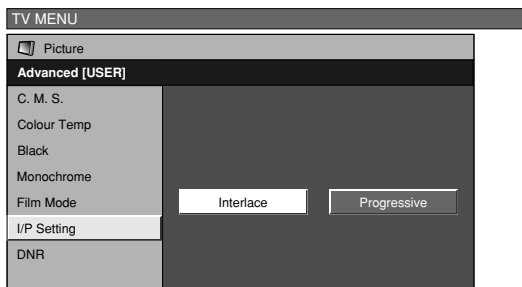 TV MENU
Picture
Advanced [USER]
C. M. S.
Colour Temp
Black
Monochrome
Film Mode
Interlace Progressive
I/P Setting
DNR